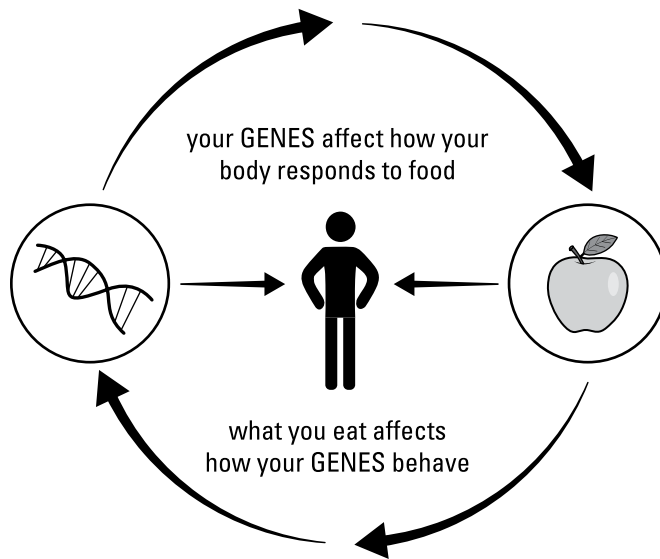 your GENES affect how your
body responds to food
what you eat affects
how your GENES behave